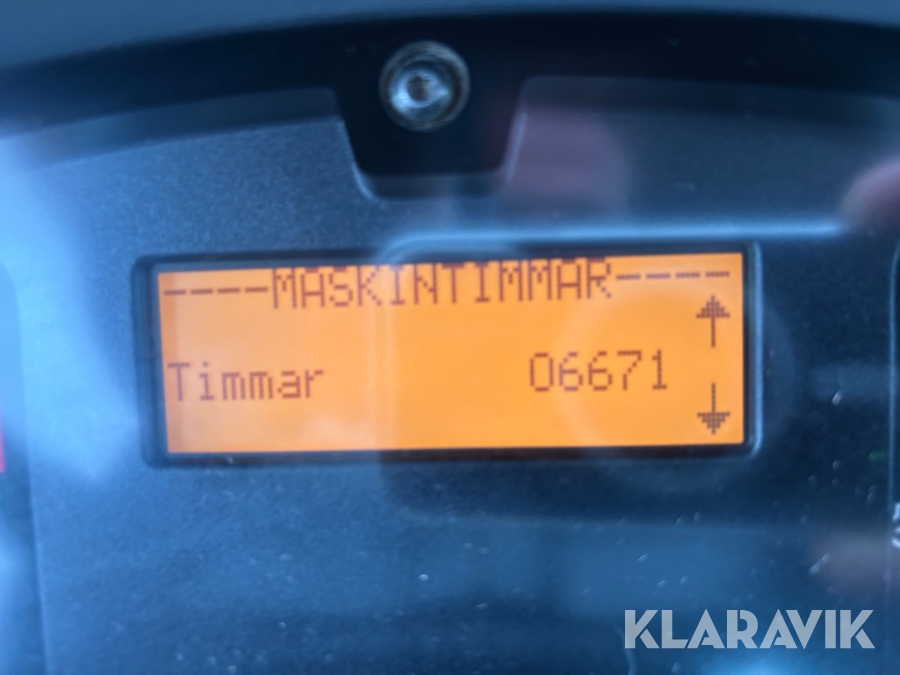 ----MASKINTIMMAR----
Timmar 06671
KLARAVIK